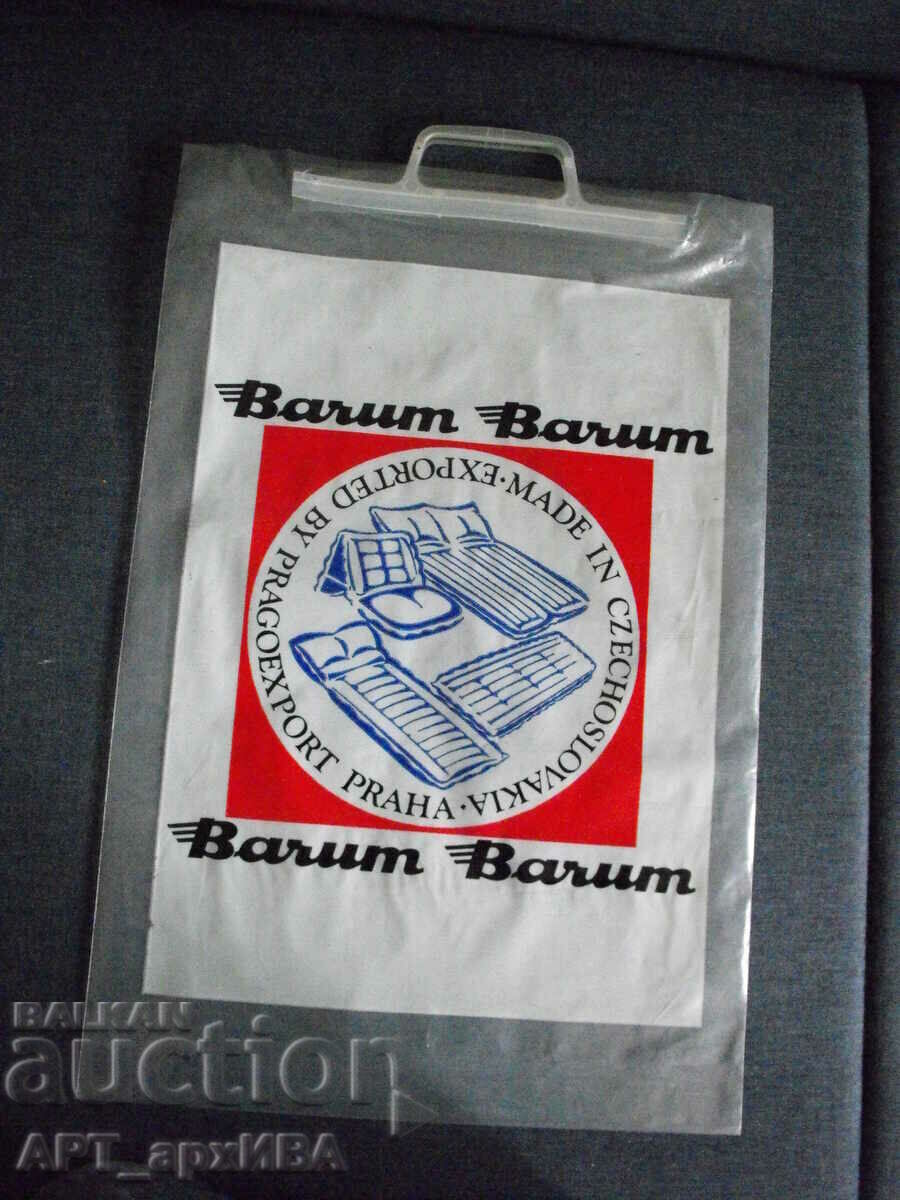 Barum Barum
MADE IN CZECHOSLOVAKIA · EXPORTED BY PRAGOEXPORT PRAHA ·
Barum Barum
BALKAN
auction
АРТ_архИВА